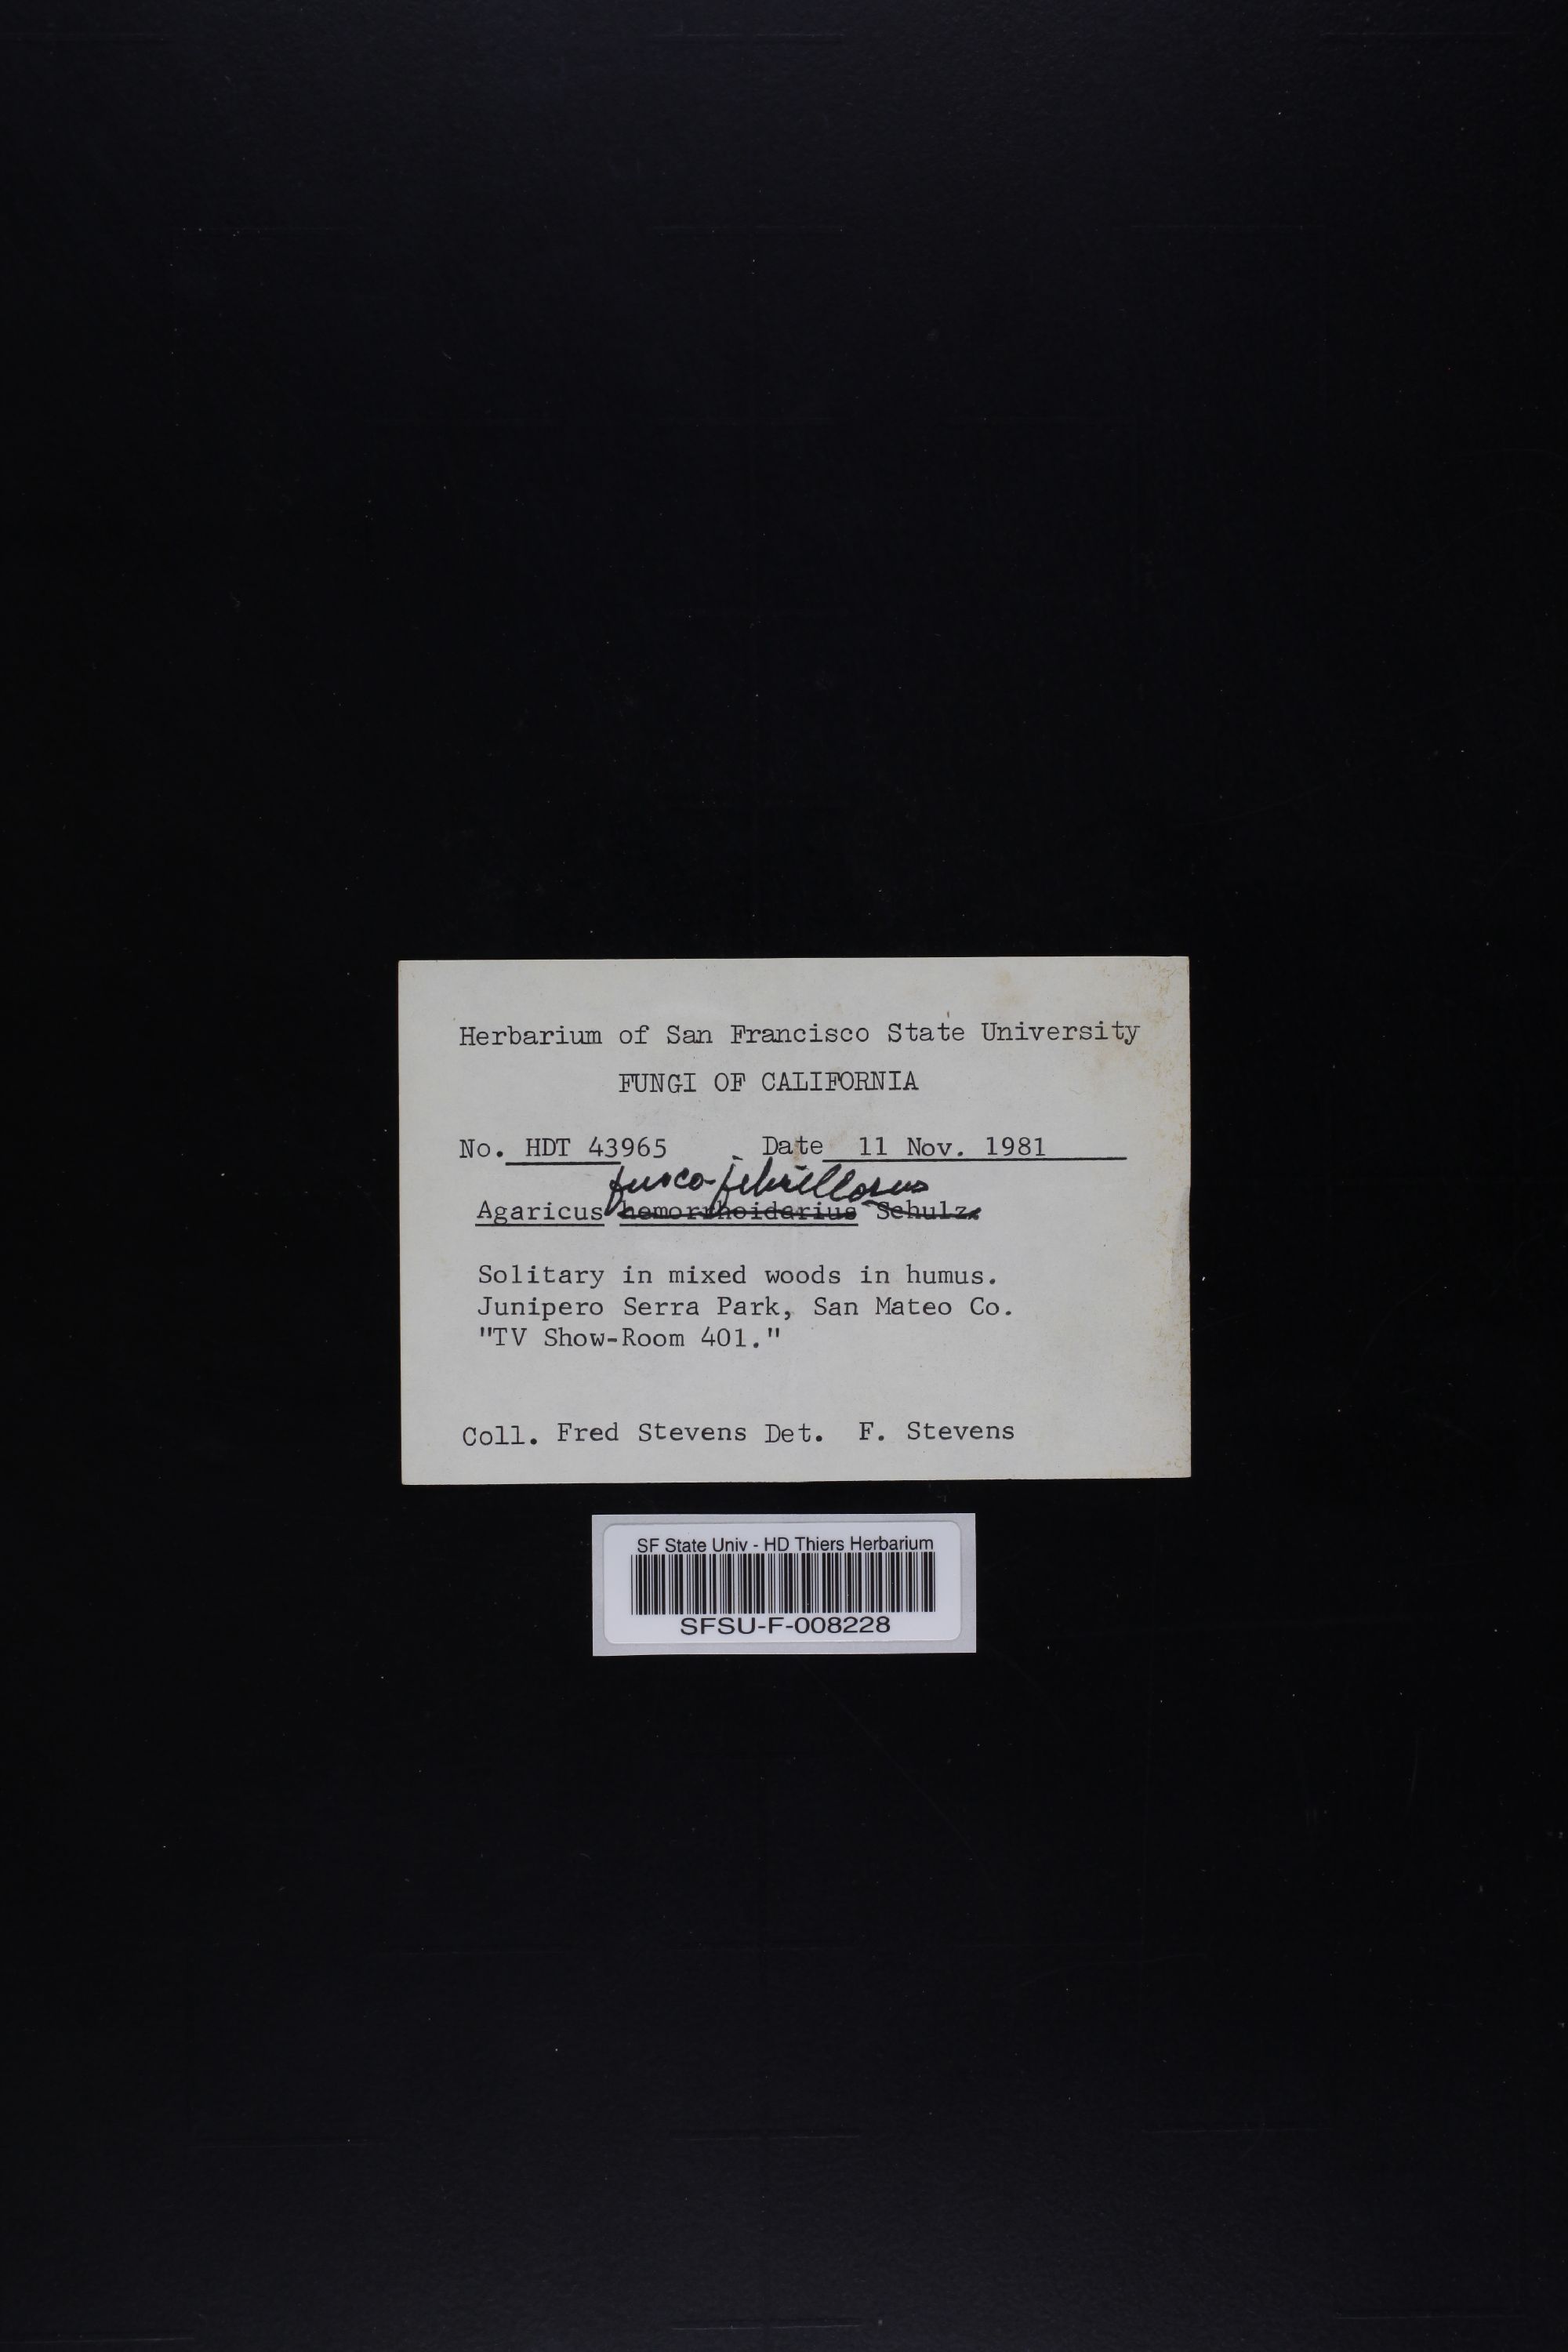 Herbarium of San Francisco State University
FUNGI OF CALIFORNIA
No. HDT 43965 Date 11 Nov. 1981
fusco-fibrillosus
Agaricus hemorrhoidarius Schulz.
Solitary in mixed woods in humus.
Junipero Serra Park, San Mateo Co.
"TV Show-Room 401."
Coll. Fred Stevens Det. F. Stevens
SF State Univ - HD Thiers Herbarium
SFSU-F-008228